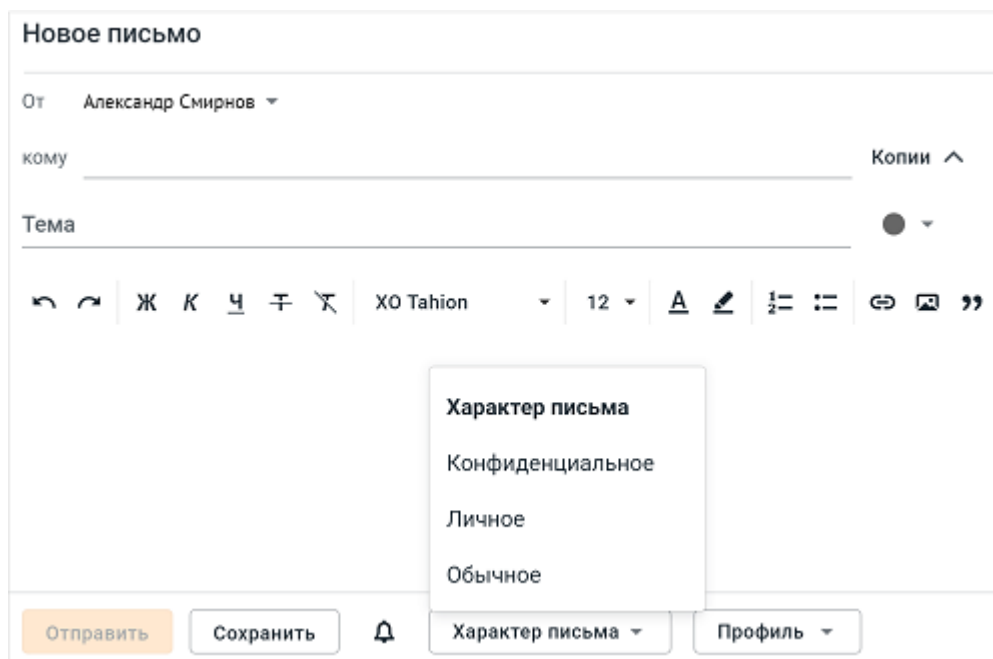 Новое письмо
От Александр Смирнов
кому Копии
Тема
Ж К Ч Т Т XO Tahion 12 A
Характер письма
Конфиденциальное
Личное
Обычное
Отправить Сохранить Характер письма Профиль